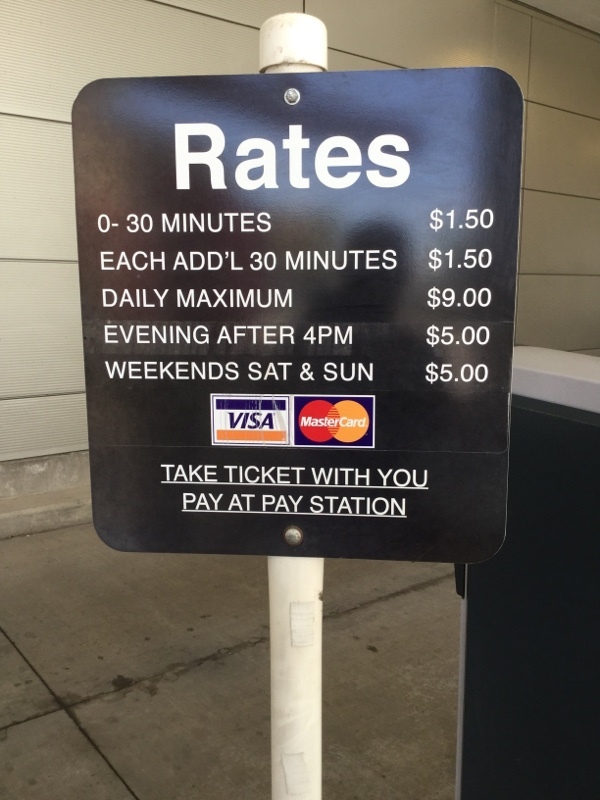 Rates
0- 30 MINUTES $1.50
EACH ADD'L 30 MINUTES $1.50
DAILY MAXIMUM $9.00
EVENING AFTER 4PM $5.00
WEEKENDS SAT & SUN $5.00
VISA MasterCard
TAKE TICKET WITH YOU
PAY AT PAY STATION